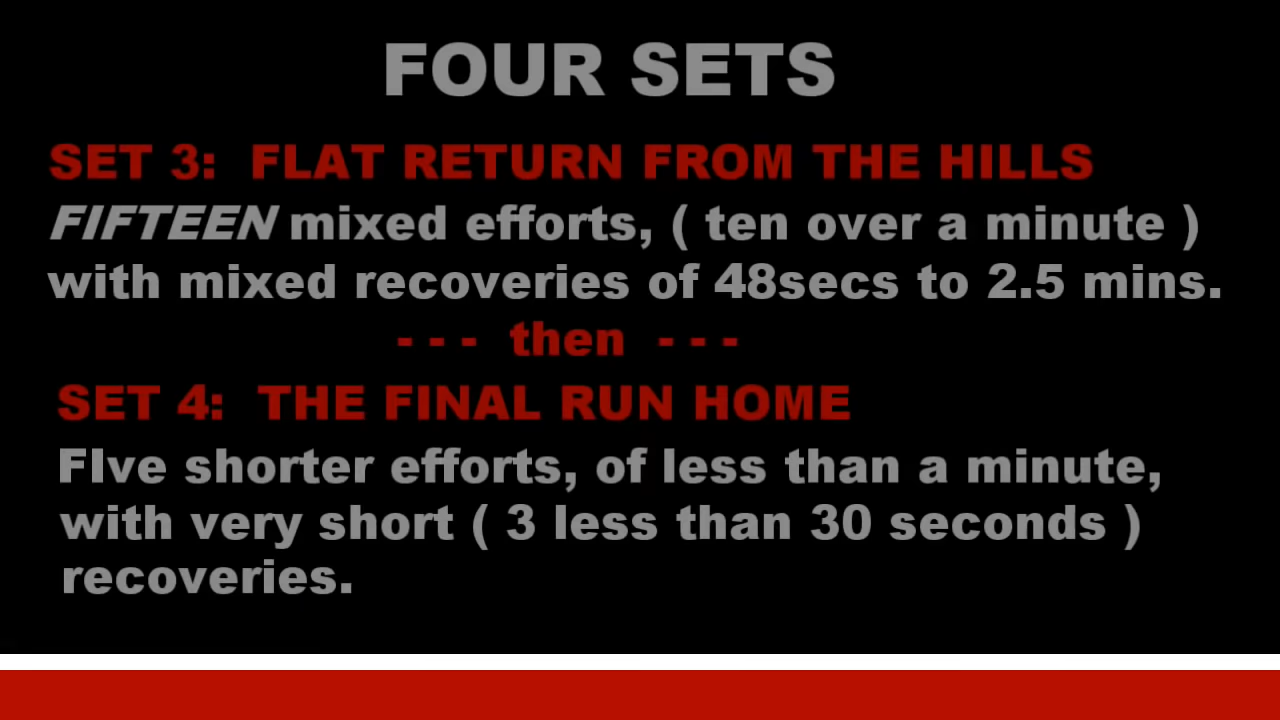 FOUR SETS
SET 3: FLAT RETURN FROM THE HILLS
FIFTEEN mixed efforts, ( ten over a minute )
with mixed recoveries of 48secs to 2.5 mins.
- - - then - - -
SET 4: THE FINAL RUN HOME
FIve shorter efforts, of less than a minute,
with very short ( 3 less than 30 seconds )
recoveries.